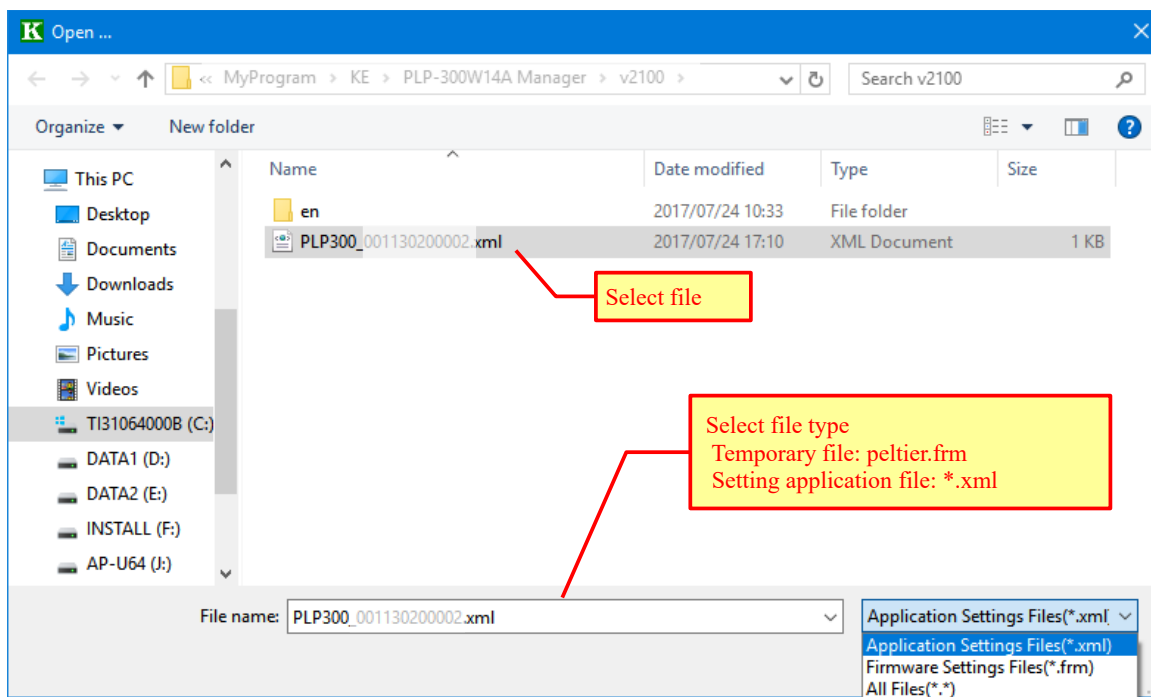 K Open ...
« MyProgram > KE > PLP-300W14A Manager > v2100 >
Search v2100
Organize
New folder
Name Date modified Type Size
This PC
Desktop
Documents
Downloads
Music
Pictures
Videos
TI31064000B (C:)
DATA1 (D:)
DATA2 (E:)
INSTALL (F:)
AP-U64 (J:)
en 2017/07/24 10:33 File folder
PLP300_001130200002.xml 2017/07/24 17:10 XML Document 1 KB
Select file
Select file type
Temporary file: peltier.frm
Setting application file: *.xml
File name: PLP300_001130200002.xml
Application Settings Files(*.xml
Application Settings Files(*.xml)
Firmware Settings Files(*.frm)
All Files(*.*)